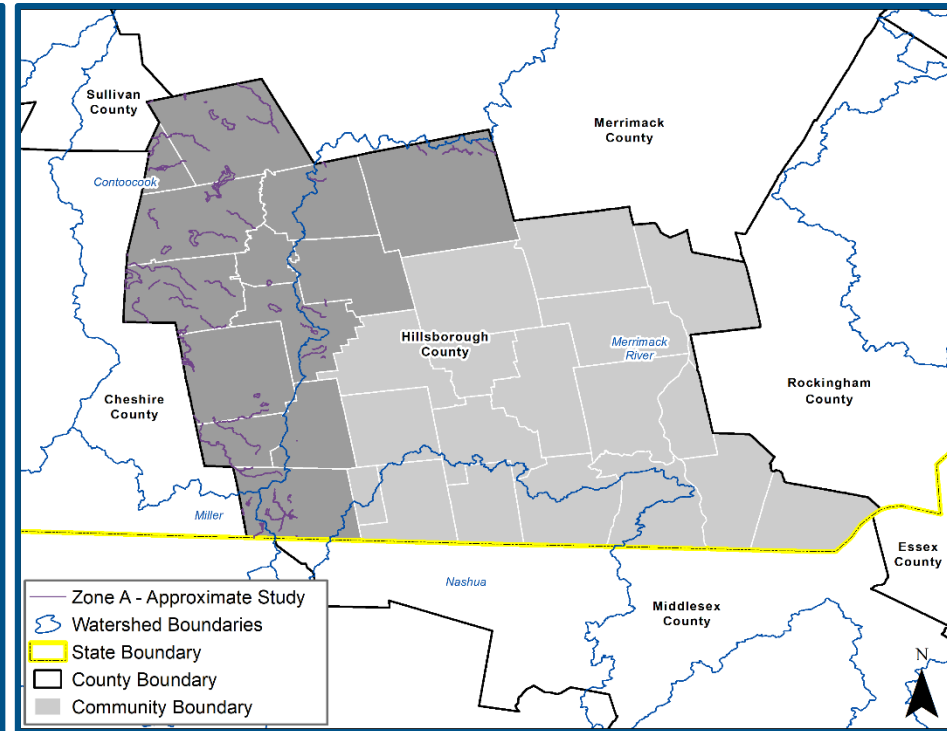 Sullivan
County
Merrimack
County
Contoocook
Hillsborough
County
Merrimack
River
Cheshire
County
Rockingham
County
Miller
Essex
County
Nashua
Middlesex
County
Zone A - Approximate Study
Watershed Boundaries
State Boundary
County Boundary
Community Boundary
N